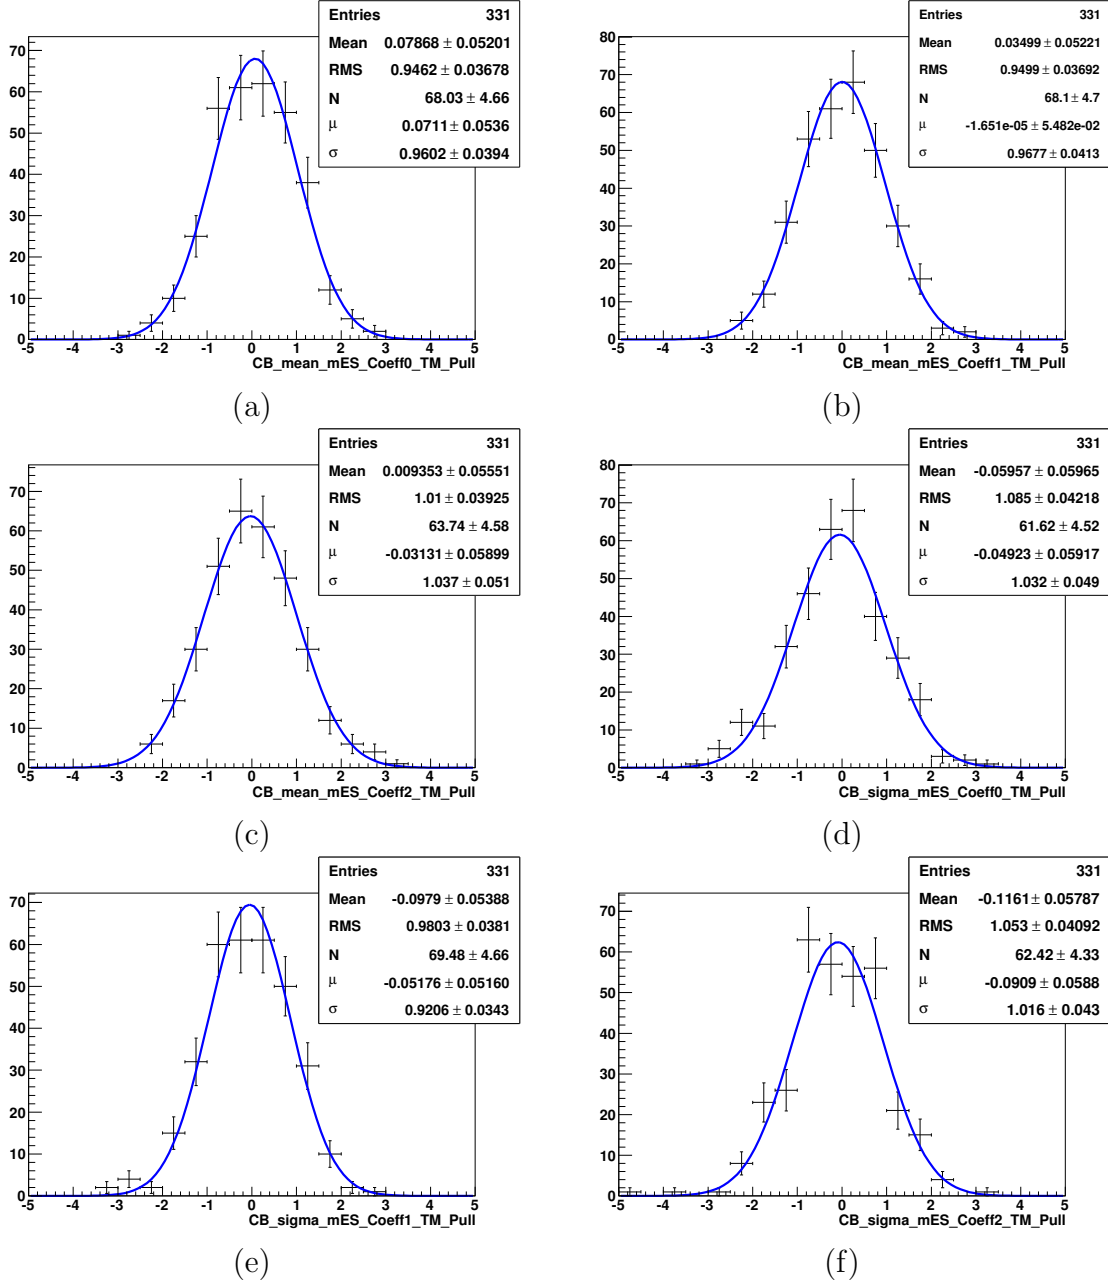 Entries 331
Mean 0.07868 ± 0.05201
RMS 0.9462 ± 0.03678
N 68.03 ± 4.66
μ 0.0711 ± 0.0536
σ 0.9602 ± 0.0394
70
60
50
40
30
20
10
0
-5 -4 -3 -2 -1 0 1 2 3 4 5
CB_mean_mES_Coeff0_TM_Pull
(a)
Entries 331
Mean 0.03499 ± 0.05221
RMS 0.9499 ± 0.03692
N 68.1 ± 4.7
μ -1.651e-05 ± 5.482e-02
σ 0.9677 ± 0.0413
80
70
60
50
40
30
20
10
0
-5 -4 -3 -2 -1 0 1 2 3 4 5
CB_mean_mES_Coeff1_TM_Pull
(b)
Entries 331
Mean 0.009353 ± 0.05551
RMS 1.01 ± 0.03925
N 63.74 ± 4.58
μ -0.03131 ± 0.05899
σ 1.037 ± 0.051
70
60
50
40
30
20
10
0
-5 -4 -3 -2 -1 0 1 2 3 4 5
CB_mean_mES_Coeff2_TM_Pull
(c)
Entries 331
Mean -0.05957 ± 0.05965
RMS 1.085 ± 0.04218
N 61.62 ± 4.52
μ -0.04923 ± 0.05917
σ 1.032 ± 0.049
80
70
60
50
40
30
20
10
0
-5 -4 -3 -2 -1 0 1 2 3 4 5
CB_sigma_mES_Coeff0_TM_Pull
(d)
Entries 331
Mean -0.0979 ± 0.05388
RMS 0.9803 ± 0.0381
N 69.48 ± 4.66
μ -0.05176 ± 0.05160
σ 0.9206 ± 0.0343
70
60
50
40
30
20
10
0
-5 -4 -3 -2 -1 0 1 2 3 4 5
CB_sigma_mES_Coeff1_TM_Pull
(e)
Entries 331
Mean -0.1161 ± 0.05787
RMS 1.053 ± 0.04092
N 62.42 ± 4.33
μ -0.0909 ± 0.0588
σ 1.016 ± 0.043
70
60
50
40
30
20
10
0
-5 -4 -3 -2 -1 0 1 2 3 4 5
CB_sigma_mES_Coeff2_TM_Pull
(f)